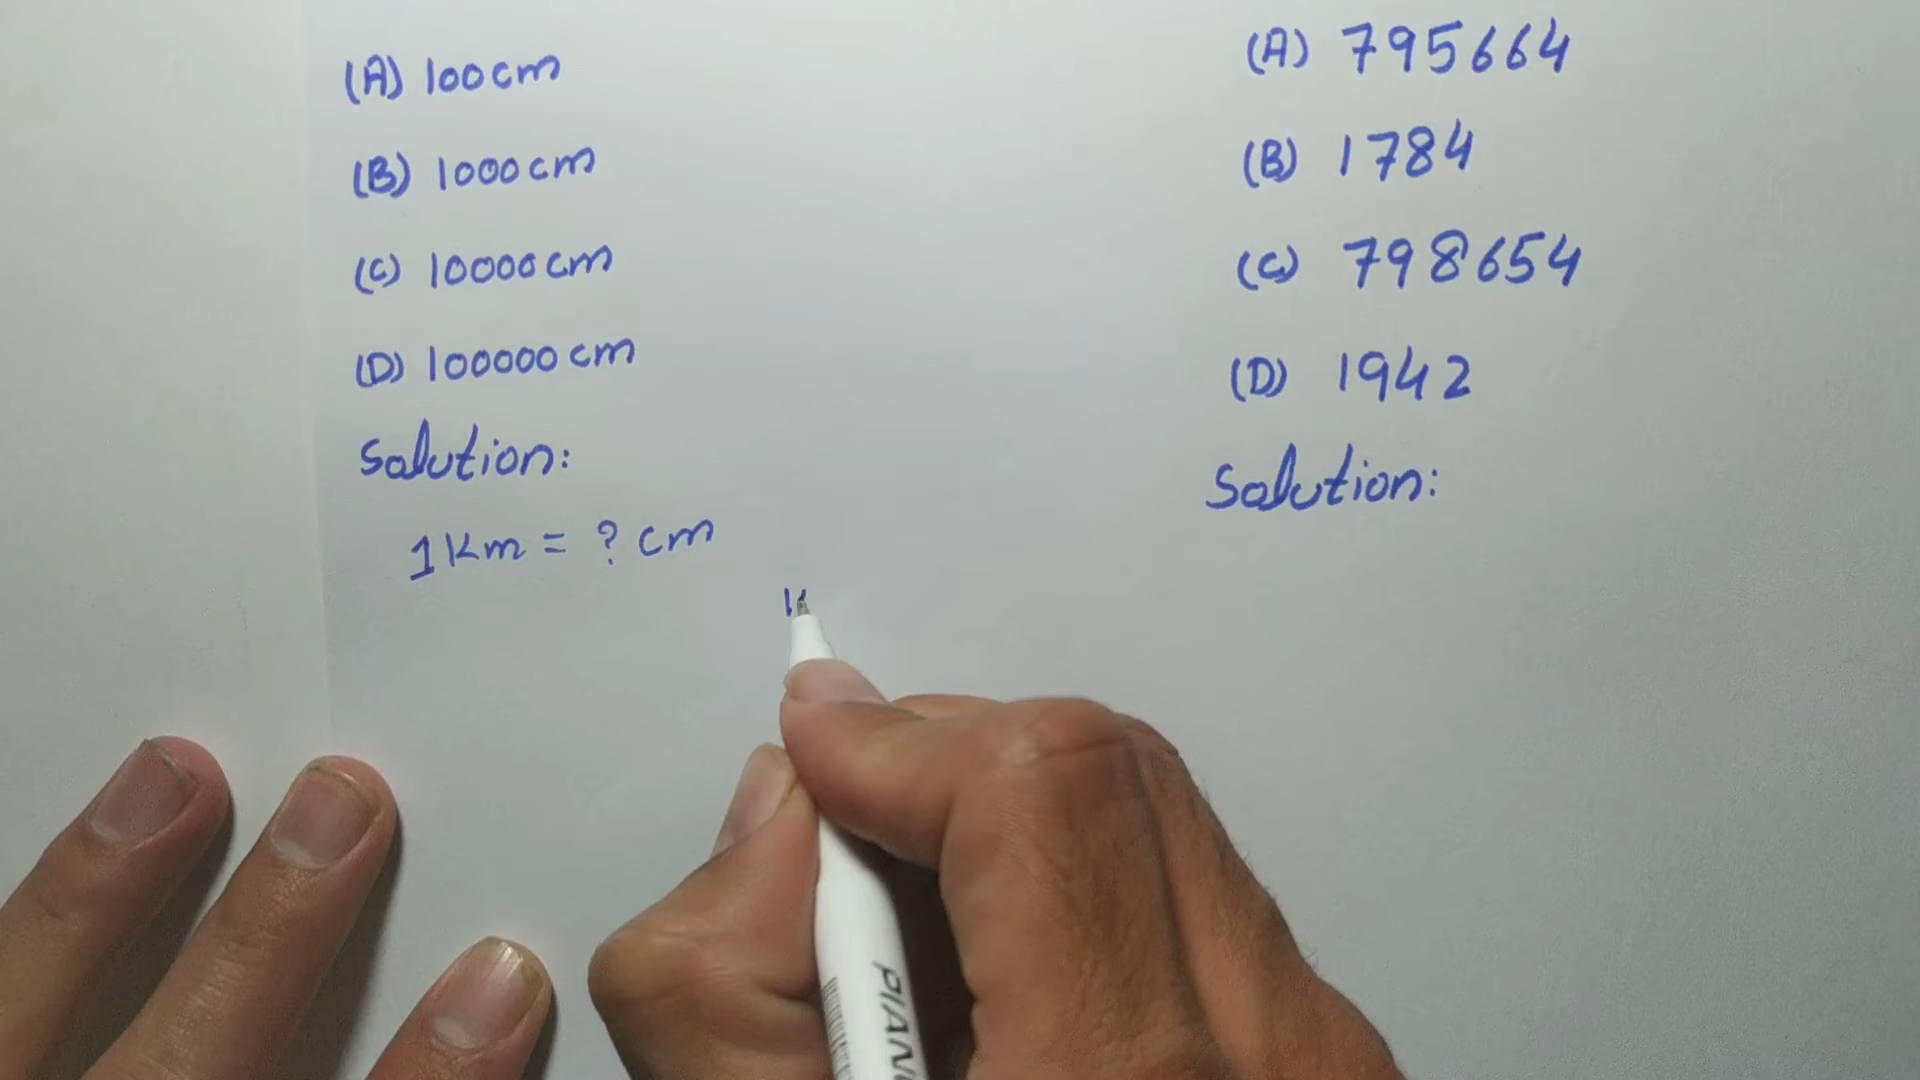 (A) 100cm
(B) 1000cm
(C) 10000cm
(D) 100000cm
Solution:
1Km = ? cm
(A) 795664
(B) 1784
(C) 798654
(D) 1942
Solution: